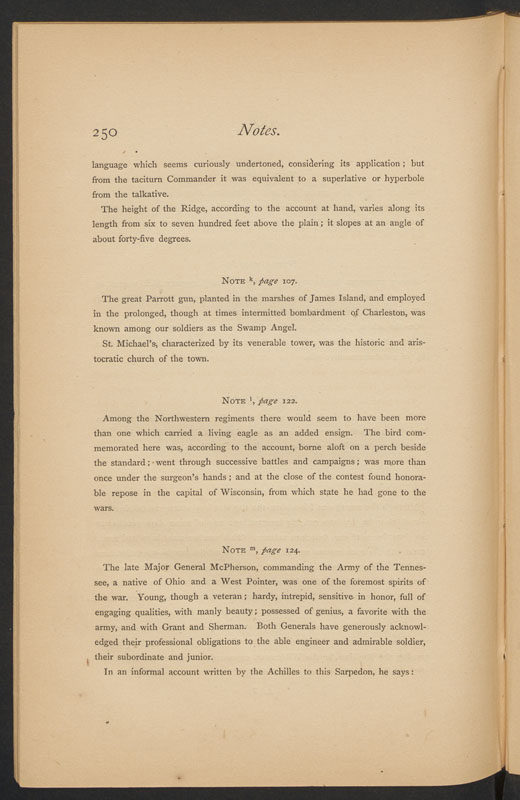 250 Notes.
language which seems curiously undertoned, considering its application; but
from the taciturn Commander it was equivalent to a superlative or hyperbole
from the talkative.
The height of the Ridge, according to the account at hand, varies along its
length from six to seven hundred feet above the plain; it slopes at an angle of
about forty-five degrees.
NOTE k, page 107.
The great Parrott gun, planted in the marshes of James Island, and employed
in the prolonged, though at times intermitted bombardment of Charleston, was
known among our soldiers as the Swamp Angel.
St. Michael's, characterized by its venerable tower, was the historic and aris-
tocratic church of the town.
NOTE l, page 122.
Among the Northwestern regiments there would seem to have been more
than one which carried a living eagle as an added ensign. The bird com-
memorated here was, according to the account, borne aloft on a perch beside
the standard; went through successive battles and campaigns; was more than
once under the surgeon's hands; and at the close of the contest found honora-
ble repose in the capital of Wisconsin, from which state he had gone to the
wars.
NOTE m, page 124.
The late Major General McPherson, commanding the Army of the Tennes-
see, a native of Ohio and a West Pointer, was one of the foremost spirits of
the war. Young, though a veteran; hardy, intrepid, sensitive in honor, full of
engaging qualities, with manly beauty; possessed of genius, a favorite with the
army, and with Grant and Sherman. Both Generals have generously acknowl-
edged their professional obligations to the able engineer and admirable soldier,
their subordinate and junior.
In an informal account written by the Achilles to this Sarpedon, he says: